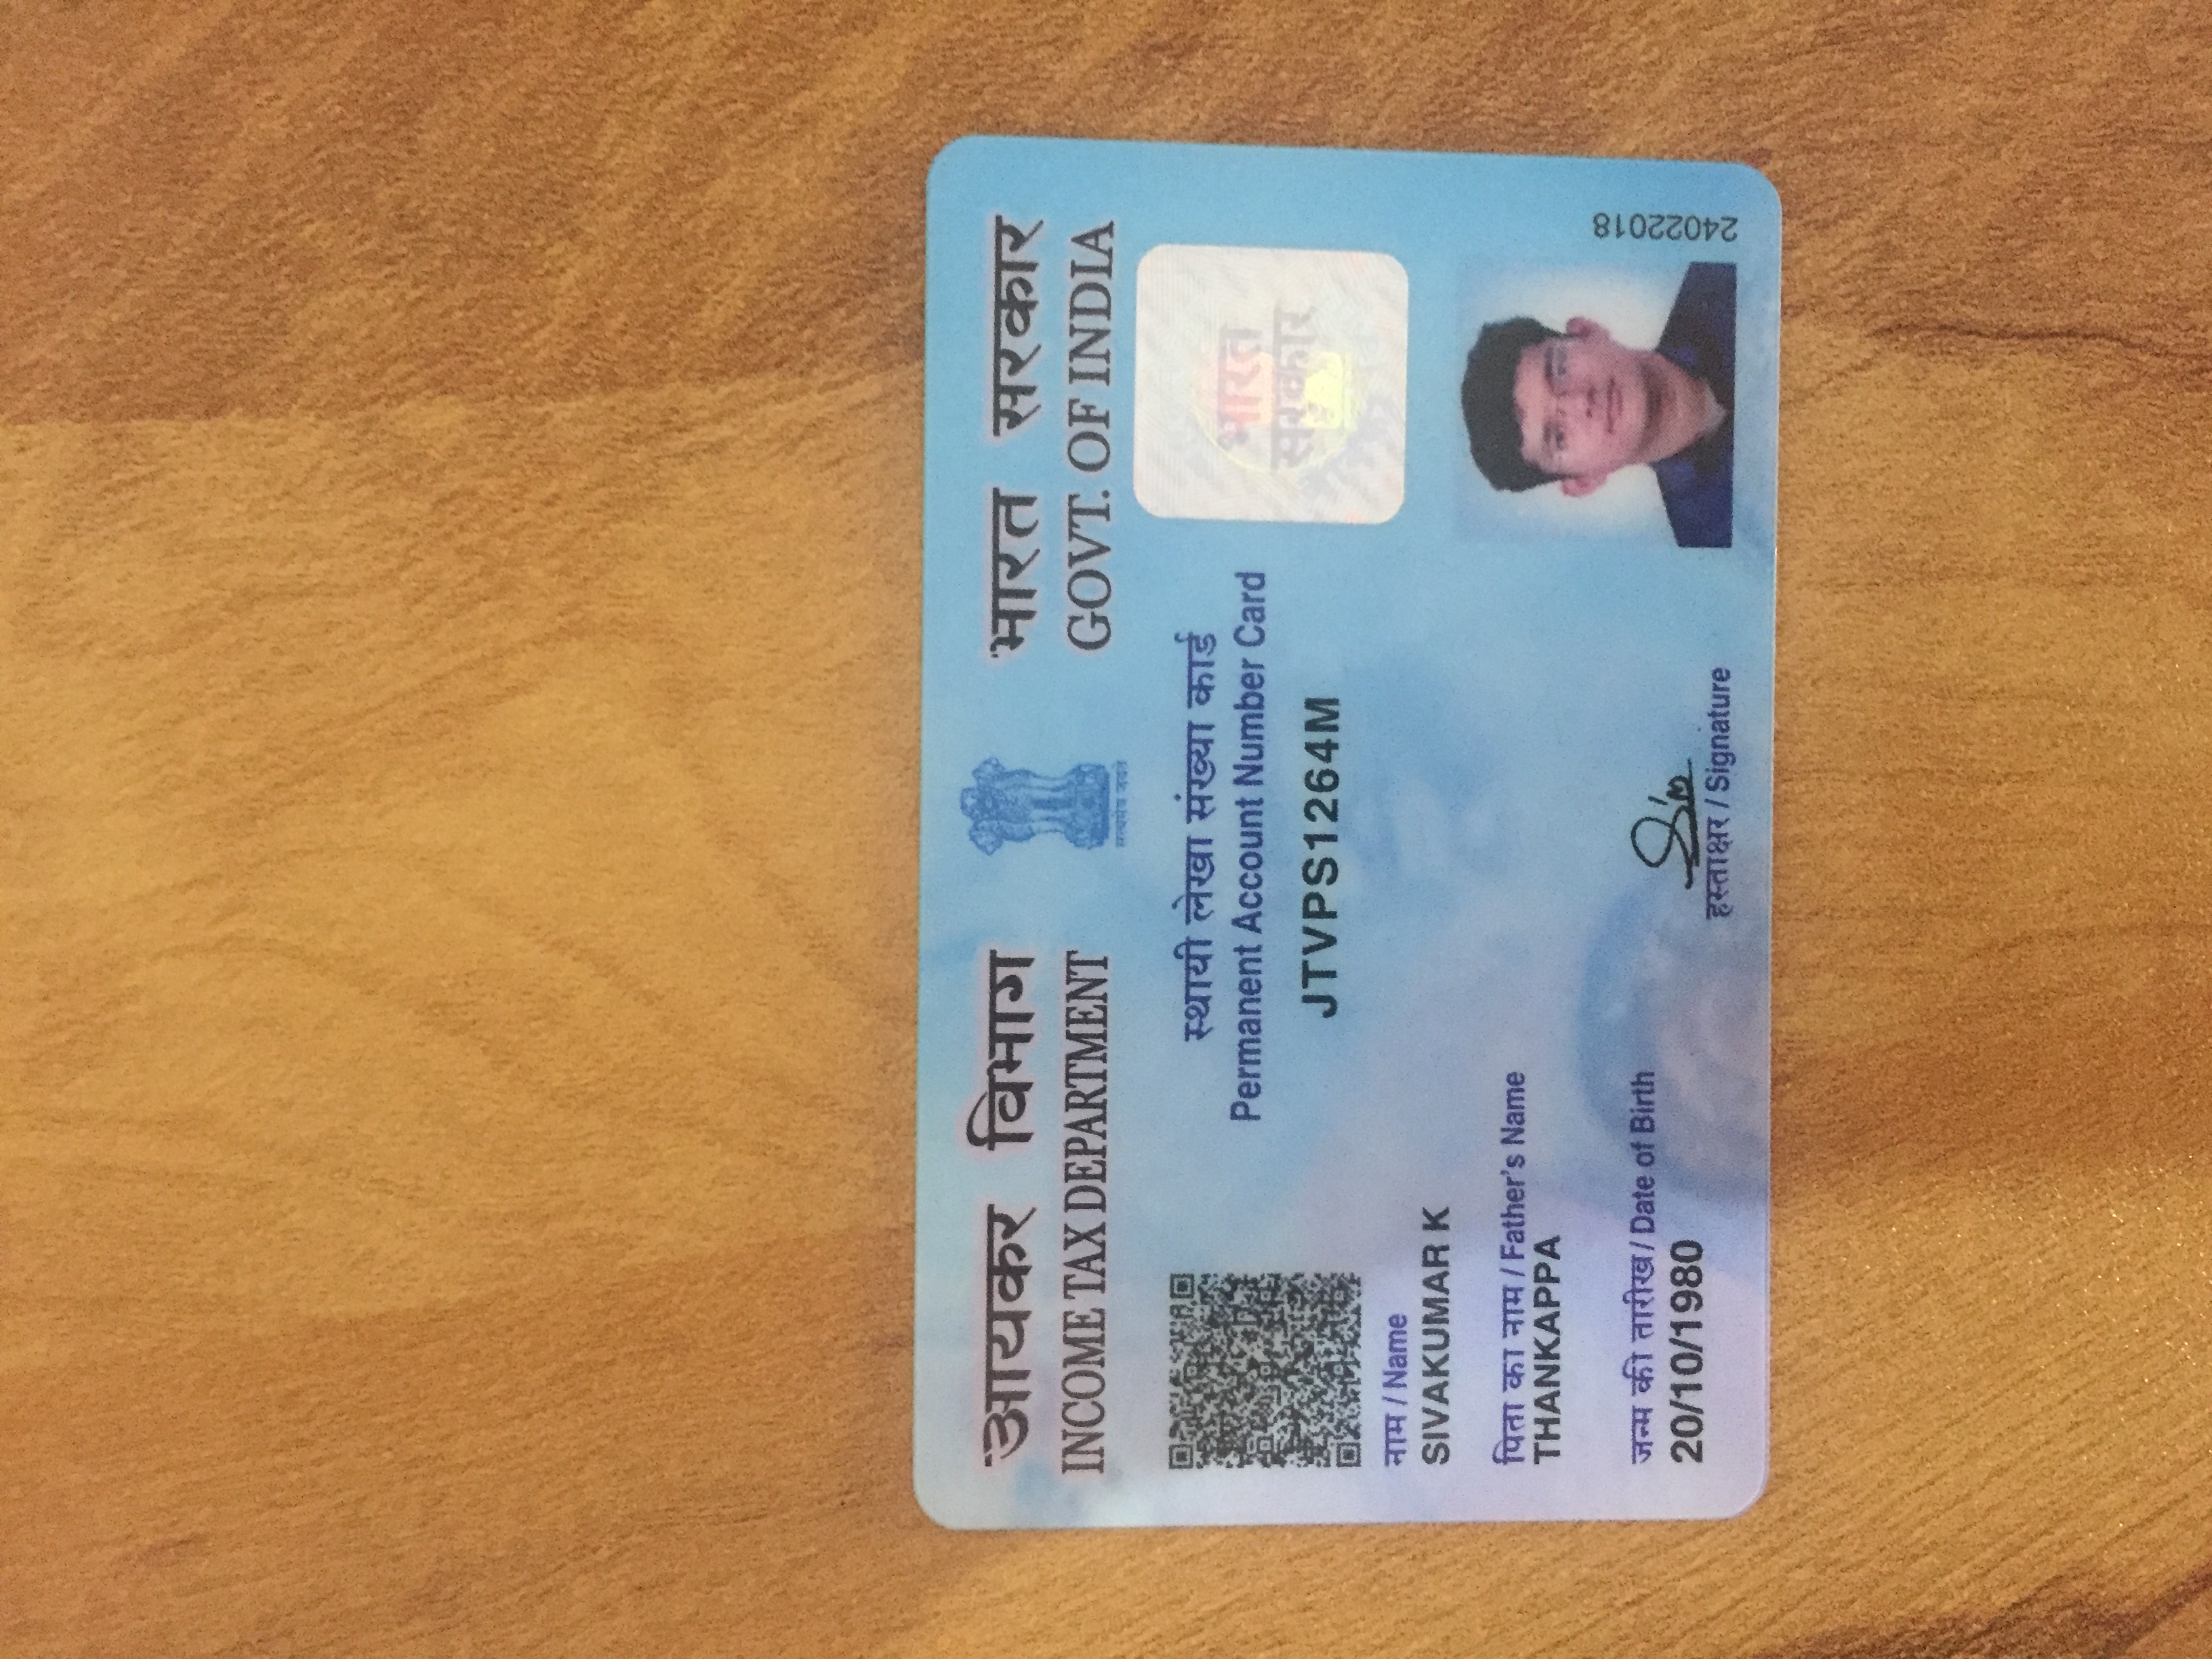 आयकर विभाग
INCOME TAX DEPARTMENT
सत्यमेव जयते
भारत सरकार
GOVT. OF INDIA
स्थायी लेखा संख्या कार्ड
Permanent Account Number Card
JTVPS1264M
भारत
सरकार
नाम / Name
SIVAKUMAR K
पिता का नाम / Father's Name
THANKAPPA
जन्म की तारीख / Date of Birth
20/10/1980
हस्ताक्षर / Signature
24022018